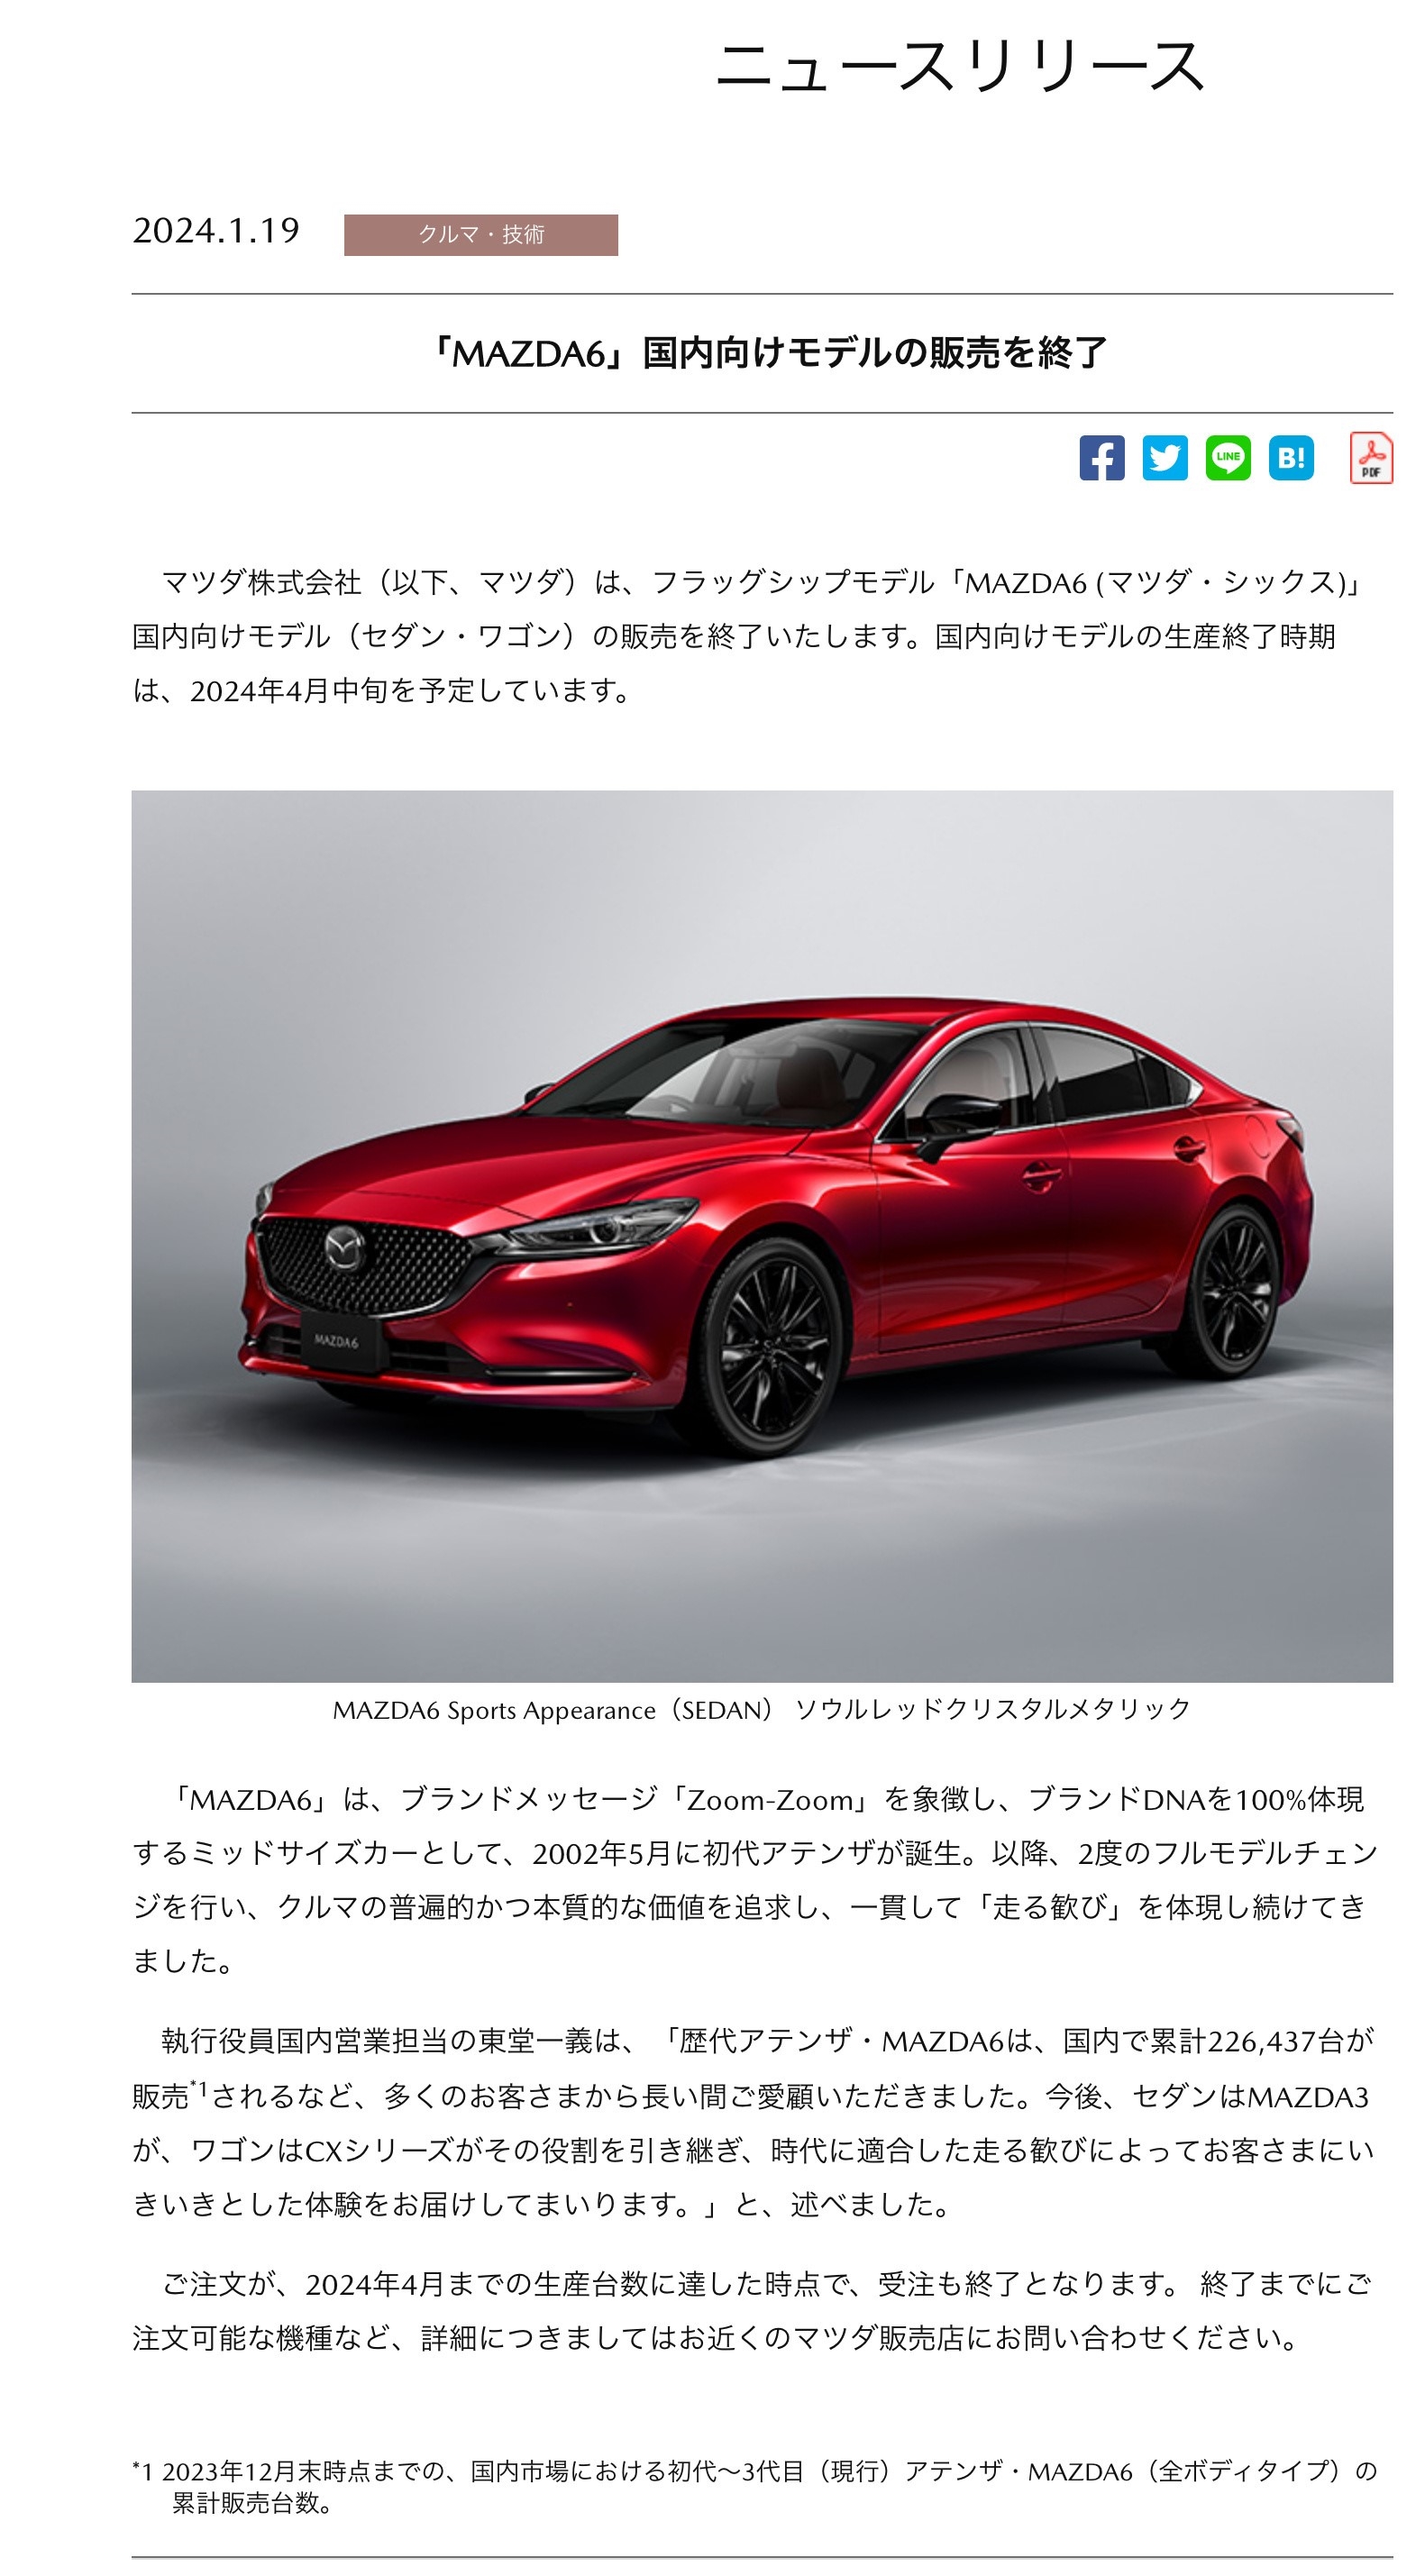 ニュースリリース
2024.1.19
クルマ・技術
「MAZDA6」国内向けモデルの販売を終了
LINE
B!
PDF
マツダ株式会社（以下、マツダ）は、フラッグシップモデル「MAZDA6 (マツダ・シックス)」
国内向けモデル（セダン・ワゴン）の販売を終了いたします。国内向けモデルの生産終了時期
は、2024年4月中旬を予定しています。
MAZDA6
MAZDA6 Sports Appearance（SEDAN） ソウルレッドクリスタルメタリック
「MAZDA6」は、ブランドメッセージ「Zoom-Zoom」を象徴し、ブランドDNAを100%体現
するミッドサイズカーとして、2002年5月に初代アテンザが誕生。以降、2度のフルモデルチェン
ジを行い、クルマの普遍的かつ本質的な価値を追求し、一貫して「走る歓び」を体現し続けてき
ました。
執行役員国内営業担当の東堂一義は、「歴代アテンザ・MAZDA6は、国内で累計226,437台が
販売*1されるなど、多くのお客さまから長い間ご愛顧いただきました。今後、セダンはMAZDA3
が、ワゴンはCXシリーズがその役割を引き継ぎ、時代に適合した走る歓びによってお客さまにい
きいきとした体験をお届けしてまいります。」と、述べました。
ご注文が、2024年4月までの生産台数に達した時点で、受注も終了となります。 終了までにご
注文可能な機種など、詳細につきましてはお近くのマツダ販売店にお問い合わせください。
*1 2023年12月末時点までの、国内市場における初代～3代目（現行）アテンザ・MAZDA6（全ボディタイプ）の
累計販売台数。